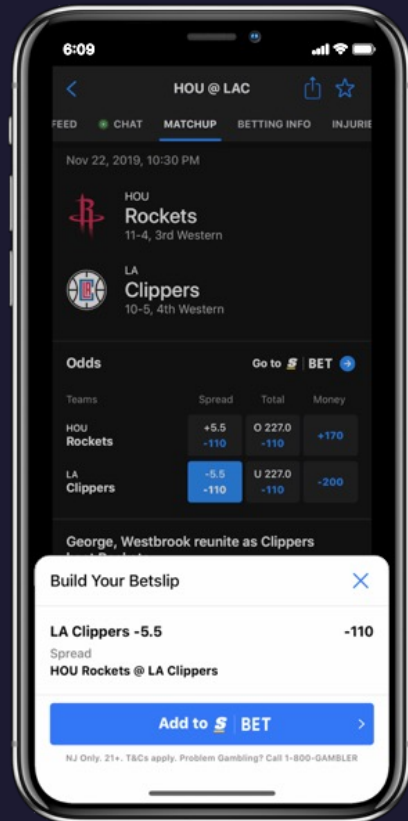 6:09
HOU @ LAC
FEED CHAT MATCHUP BETTING INFO INJURIE
Nov 22, 2019, 10:30 PM
HOU
Rockets
11-4, 3rd Western
LA
Clippers
10-5, 4th Western
Odds Go to S | BET
Teams Spread Total Money
HOU
Rockets
+5.5 O 227.0
-110 -110 +170
LA
Clippers
-5.5 U 227.0
-110 -110 -200
George, Westbrook reunite as Clippers
Build Your Betslip
LA Clippers -5.5 -110
Spread
HOU Rockets @ LA Clippers
Add to S | BET
NJ Only. 21+. T&Cs apply. Problem Gambling? Call 1-800-GAMBLER